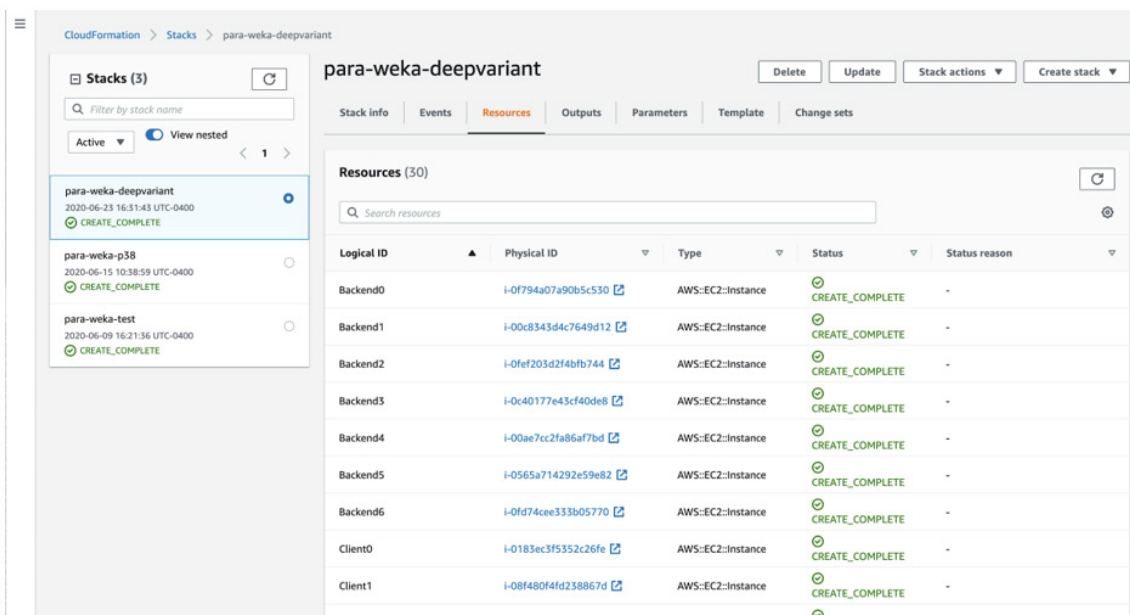 CloudFormation > Stacks > para-weka-deepvariant
Stacks (3)
Filter by stack name
Active
View nested
1
para-weka-deepvariant
2020-06-23 16:31:43 UTC-0400
CREATE_COMPLETE
para-weka-p38
2020-06-15 10:38:59 UTC-0400
CREATE_COMPLETE
para-weka-test
2020-06-09 16:21:36 UTC-0400
CREATE_COMPLETE
para-weka-deepvariant
Delete Update Stack actions Create stack
Stack info Events Resources Outputs Parameters Template Change sets
Resources (30)
Search resources
Logical ID Physical ID Type Status Status reason
Backend0 i-0f794a07a90b5c530 AWS::EC2::Instance CREATE_COMPLETE -
Backend1 i-00c8343d4c7649d12 AWS::EC2::Instance CREATE_COMPLETE -
Backend2 i-0fef203d2f4bfb744 AWS::EC2::Instance CREATE_COMPLETE -
Backend3 i-0c40177e43cf40de8 AWS::EC2::Instance CREATE_COMPLETE -
Backend4 i-00ae7cc2fa86af7bd AWS::EC2::Instance CREATE_COMPLETE -
Backend5 i-0565a714292e59e82 AWS::EC2::Instance CREATE_COMPLETE -
Backend6 i-0fd74cee333b05770 AWS::EC2::Instance CREATE_COMPLETE -
Client0 i-0183ec3f5352c26fe AWS::EC2::Instance CREATE_COMPLETE -
Client1 i-08f480f4fd238867d AWS::EC2::Instance CREATE_COMPLETE -